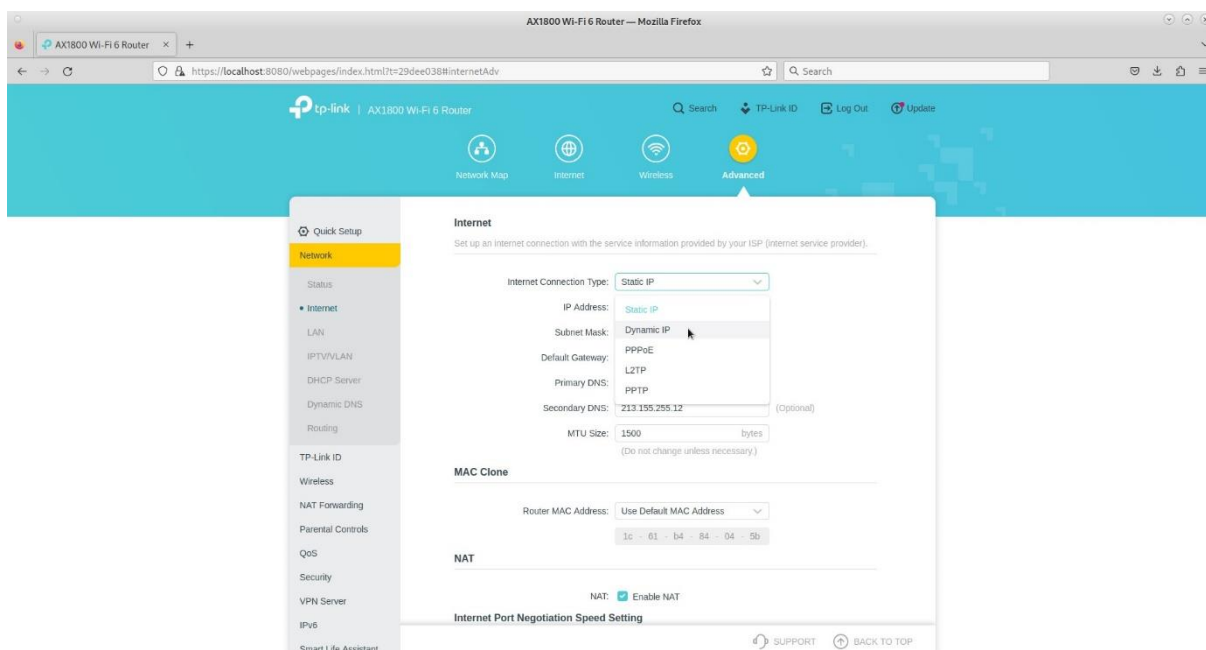 AX1800 Wi-Fi 6 Router — Mozilla Firefox
AX1800 Wi-Fi 6 Router
https://localhost:8080/webpages/index.html?t=29dee038#internetAdv
Search
tp-link | AX1800 Wi-Fi 6 Router
Search TP-Link ID Log Out Update
Network Map Internet Wireless Advanced
Quick Setup
Network
Status
Internet
LAN
IPTV/VLAN
DHCP Server
Dynamic DNS
Routing
TP-Link ID
Wireless
NAT Forwarding
Parental Controls
QoS
Security
VPN Server
IPv6
Smart Life Assistant
Internet
Set up an internet connection with the service information provided by your ISP (internet service provider).
Internet Connection Type: Static IP
IP Address:
Subnet Mask:
Default Gateway:
Primary DNS:
Static IP
Dynamic IP
PPPoE
L2TP
PPTP
Secondary DNS: 213.155.255.12 (Optional)
MTU Size: 1500 bytes
(Do not change unless necessary.)
MAC Clone
Router MAC Address: Use Default MAC Address
1c - 61 - b4 - 84 - 04 - 5b
NAT
NAT: Enable NAT
Internet Port Negotiation Speed Setting
SUPPORT BACK TO TOP